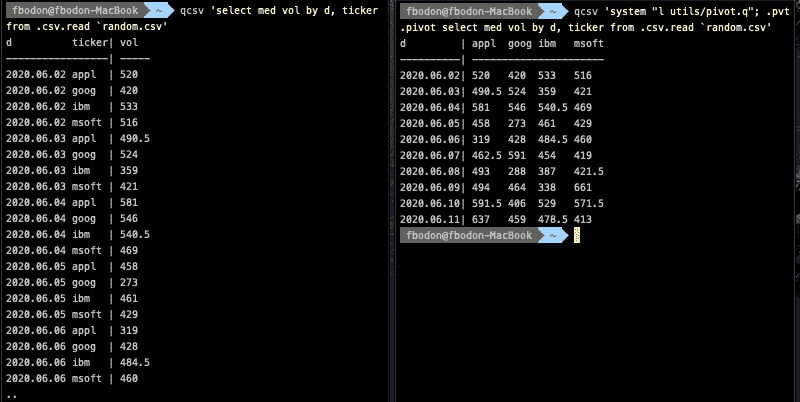 fbodon@fbodon-MacBook ~ qcsv 'select med vol by d, ticker
from .csv.read `random.csv'
d          ticker| vol
-----------------| -----
2020.06.02 appl  | 520
2020.06.02 goog  | 420
2020.06.02 ibm   | 533
2020.06.02 msoft | 516
2020.06.03 appl  | 490.5
2020.06.03 goog  | 524
2020.06.03 ibm   | 359
2020.06.03 msoft | 421
2020.06.04 appl  | 581
2020.06.04 goog  | 546
2020.06.04 ibm   | 540.5
2020.06.04 msoft | 469
2020.06.05 appl  | 458
2020.06.05 goog  | 273
2020.06.05 ibm   | 461
2020.06.05 msoft | 429
2020.06.06 appl  | 319
2020.06.06 goog  | 428
2020.06.06 ibm   | 484.5
2020.06.06 msoft | 460
..
fbodon@fbodon-MacBook ~ qcsv 'system "l utils/pivot.q"; .pvt
.pivot select med vol by d, ticker from .csv.read `random.csv'
d         | appl  goog ibm   msoft
----------| ----------------------
2020.06.02| 520   420  533   516
2020.06.03| 490.5 524  359   421
2020.06.04| 581   546  540.5 469
2020.06.05| 458   273  461   429
2020.06.06| 319   428  484.5 460
2020.06.07| 462.5 591  454   419
2020.06.08| 493   288  387   421.5
2020.06.09| 494   464  338   661
2020.06.10| 591.5 406  529   571.5
2020.06.11| 637   459  478.5 413
fbodon@fbodon-MacBook ~